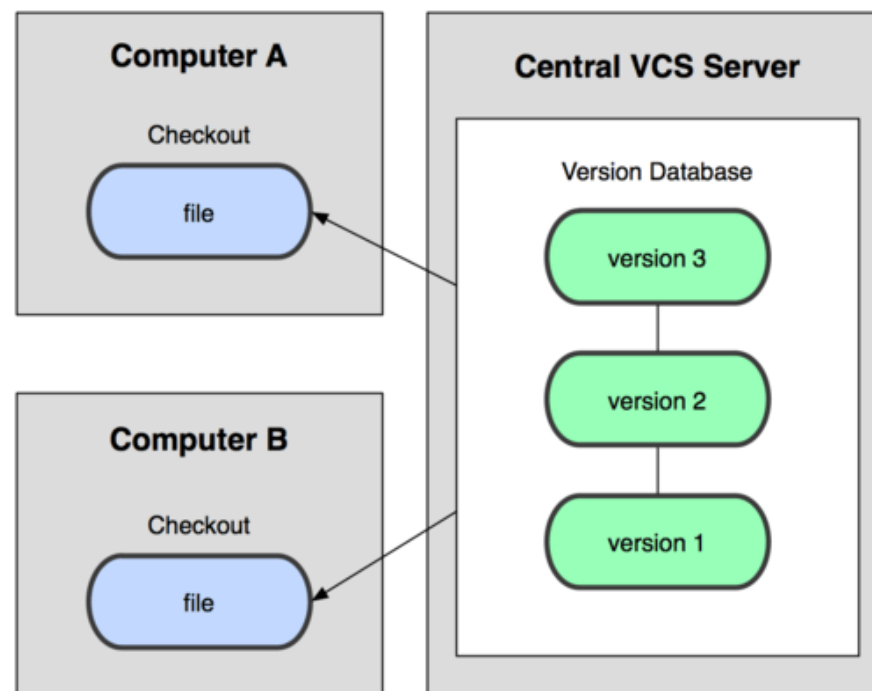 Computer A
Checkout
file
Computer B
Checkout
file
Central VCS Server
Version Database
version 3
version 2
version 1